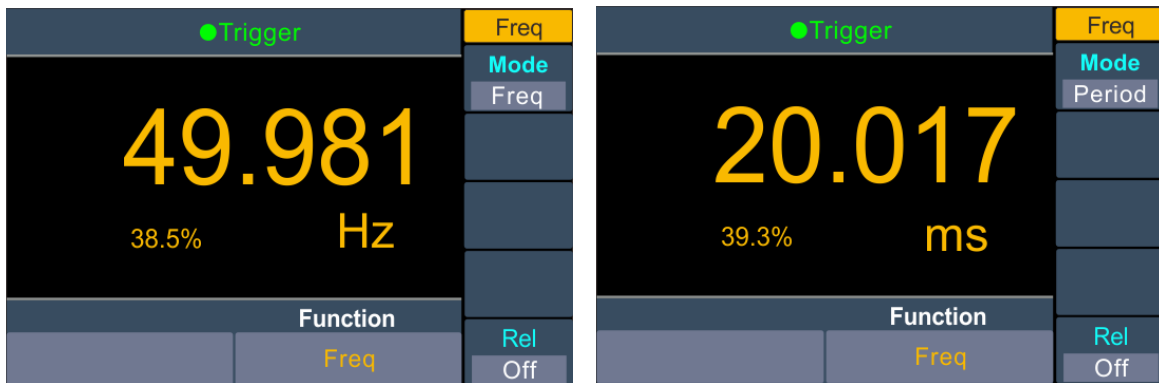 Trigger
Freq
Mode
Freq
49.981
38.5%
Hz
Function
Freq
Rel
Off
Trigger
Freq
Mode
Period
20.017
39.3%
ms
Function
Freq
Rel
Off